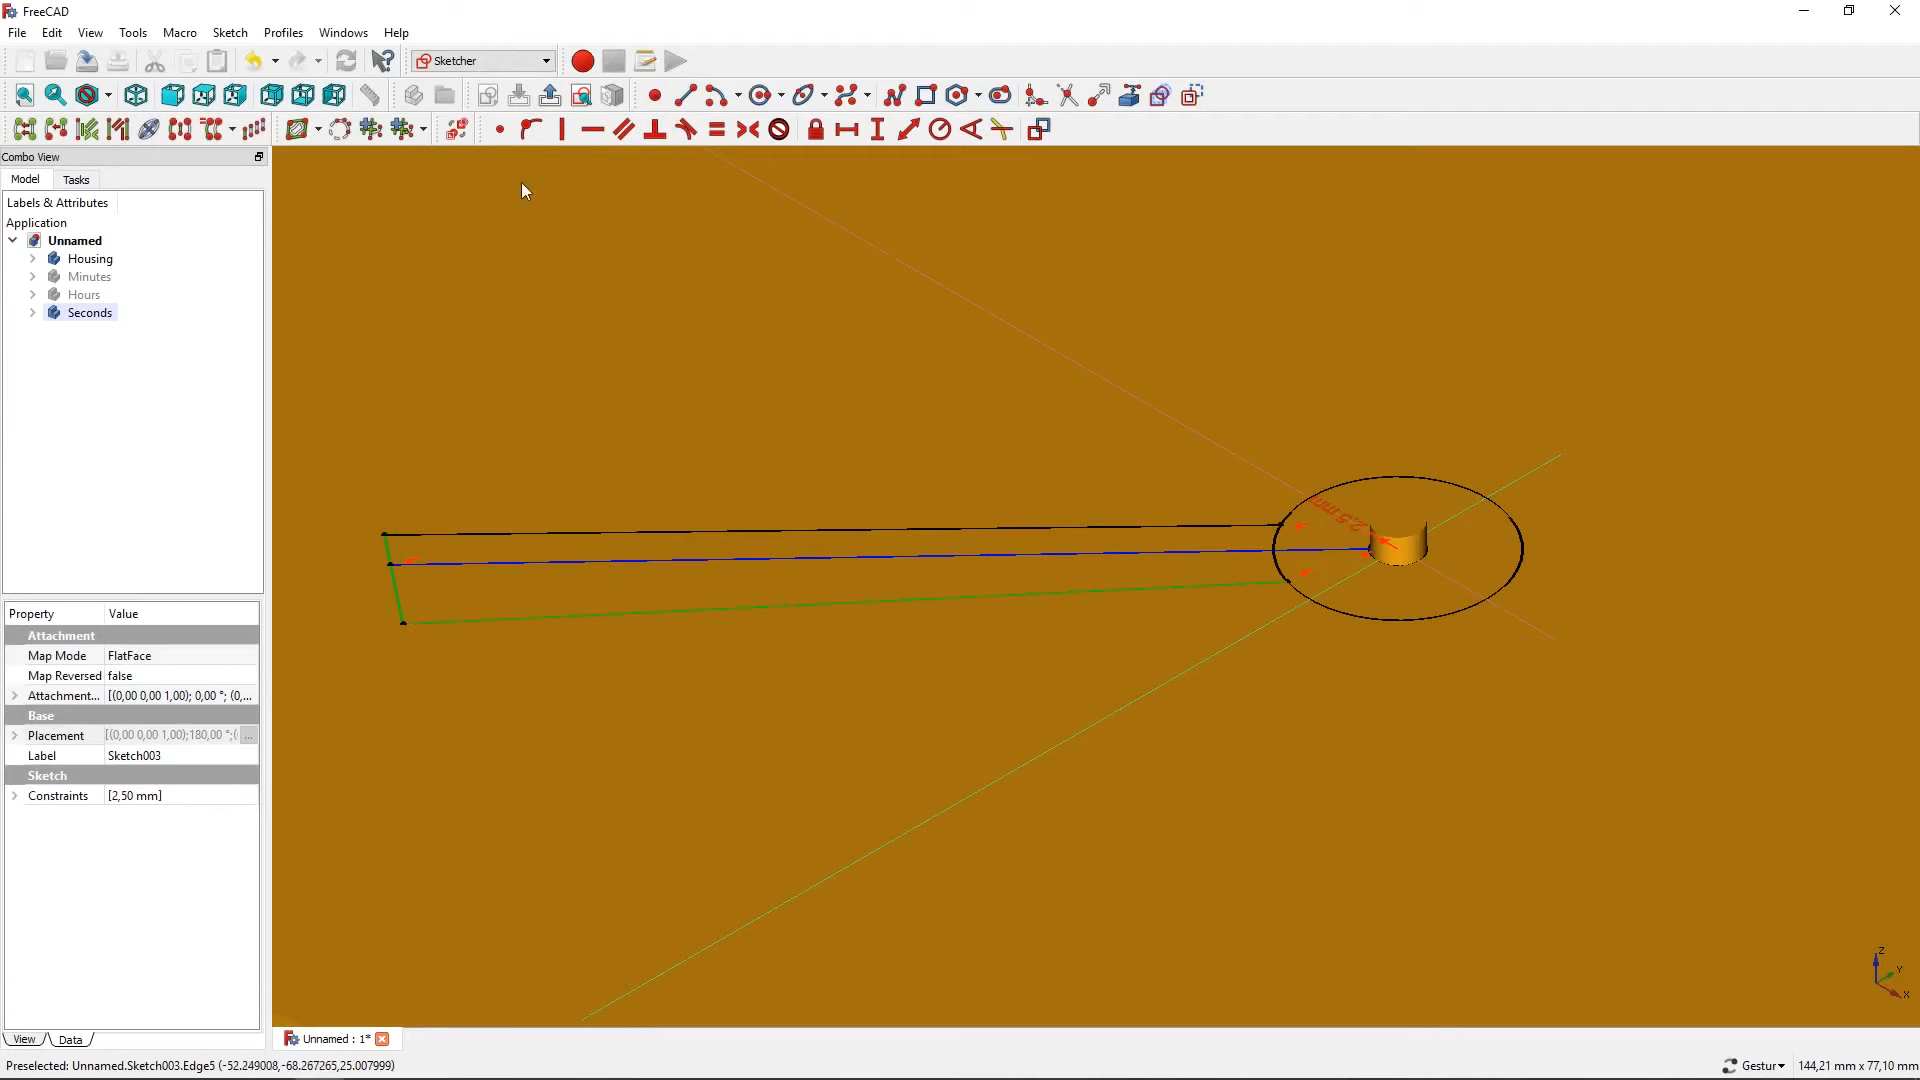 FreeCAD
File Edit View Tools Macro Sketch Profiles Windows Help
Sketcher
Combo View
Model Tasks
Labels & Attributes
Application
Unnamed
Housing
Minutes
Hours
Seconds
2,5 mm
Property Value
Attachment
Map Mode FlatFace
Map Reversed false
Attachment... [(0,00 0,00 1,00); 0,00 °; (0,...
Base
Placement [(0,00 0,00 1,00);180,00 °;( ...
Label Sketch003
Sketch
Constraints [2,50 mm]
Z
Y
X
View Data
Unnamed : 1*
Preselected: Unnamed.Sketch003.Edge5 (-52.249008,-68.267265,25.007999)
Gestur 144,21 mm x 77,10 mm